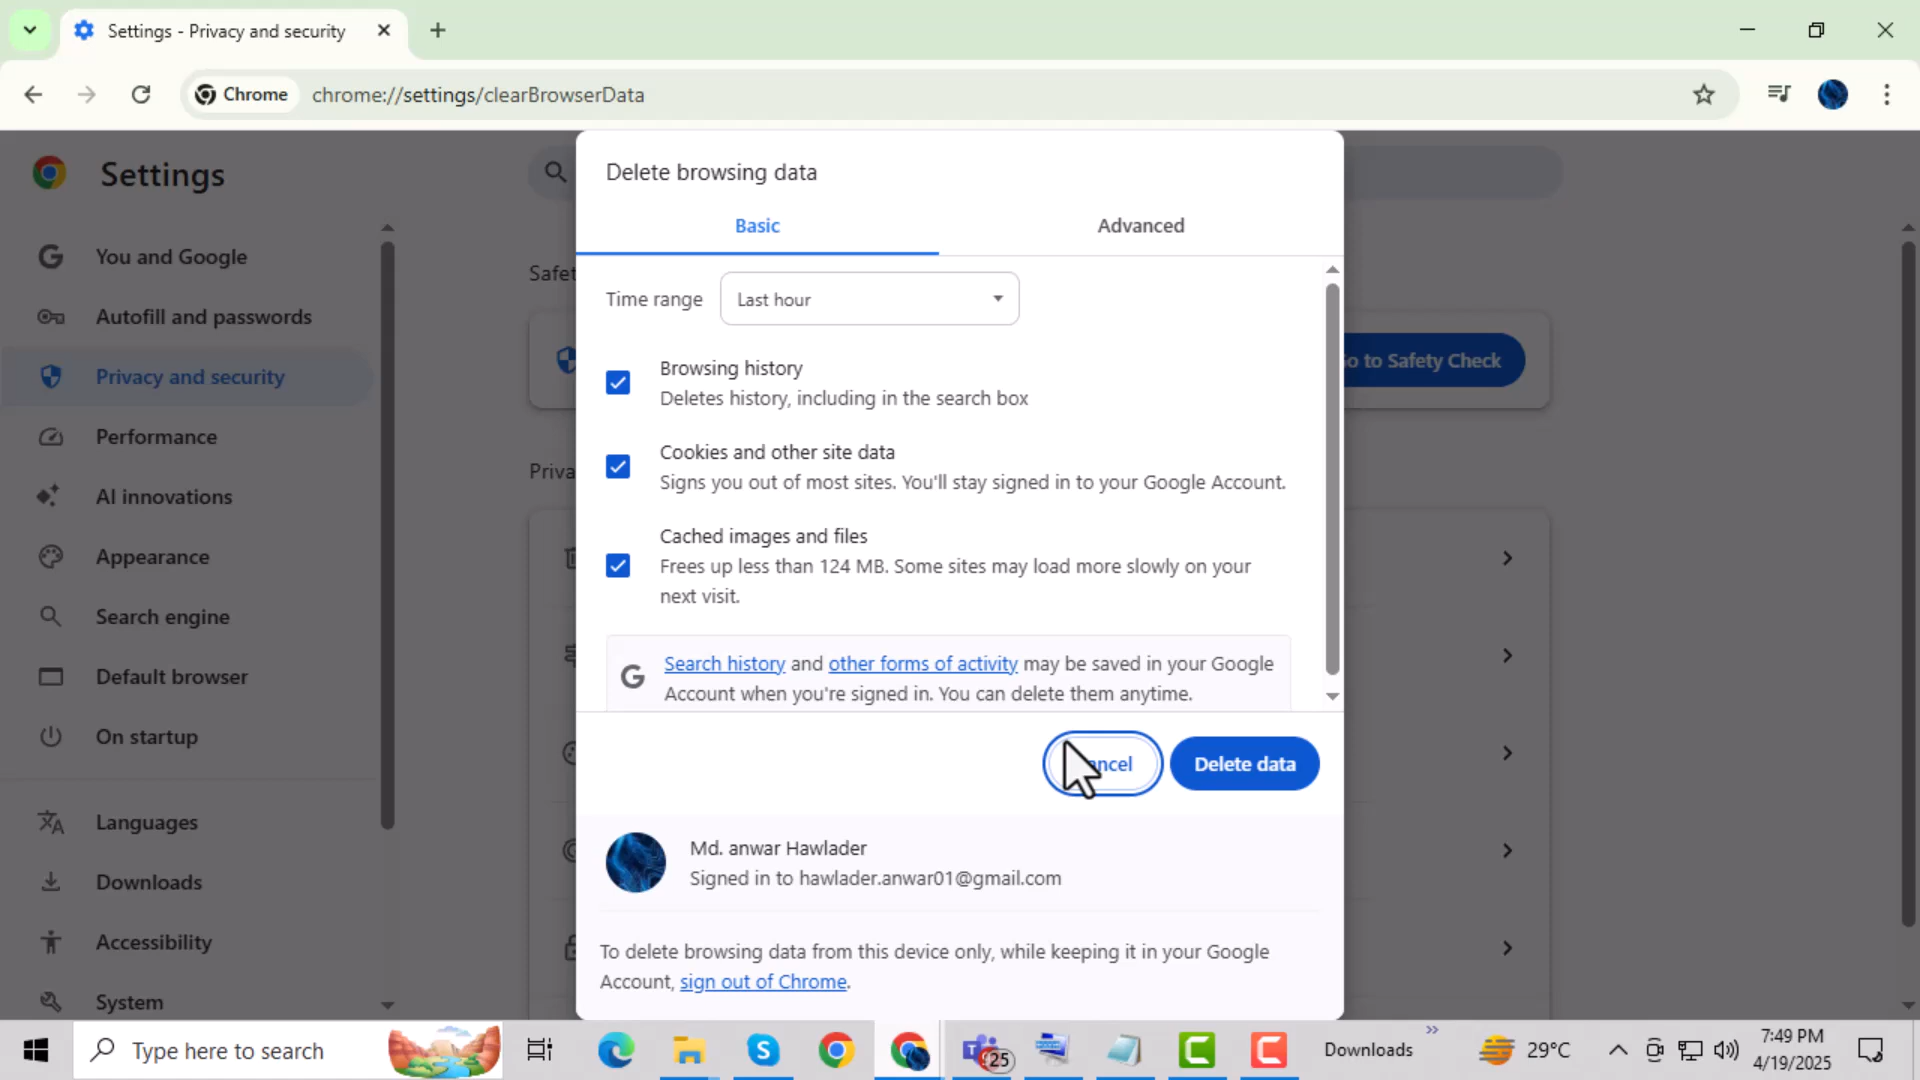 Settings - Privacy and security
Chrome
chrome://settings/clearBrowserData
Settings
You and Google
Autofill and passwords
Privacy and security
Performance
AI innovations
Appearance
Search engine
Default browser
On startup
Languages
Downloads
Accessibility
System
Safet
o to Safety Check
Priva
Delete browsing data
Basic
Advanced
Time range
Last hour
Browsing history
Deletes history, including in the search box
Cookies and other site data
Signs you out of most sites. You'll stay signed in to your Google Account.
Cached images and files
Frees up less than 124 MB. Some sites may load more slowly on your
next visit.
Search history and other forms of activity may be saved in your Google
Account when you're signed in. You can delete them anytime.
ncel
Delete data
Md. anwar Hawlader
Signed in to hawlader.anwar01@gmail.com
To delete browsing data from this device only, while keeping it in your Google
Account, sign out of Chrome.
Type here to search
25
Downloads
29°C
7:49 PM
4/19/2025